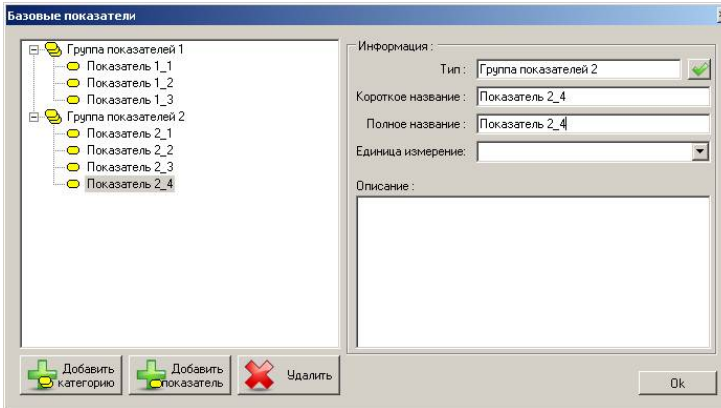 Базовые показатели
Группа показателей 1
Показатель 1_1
Показатель 1_2
Показатель 1_3
Группа показателей 2
Показатель 2_1
Показатель 2_2
Показатель 2_3
Показатель 2_4
Информация :
Тип : Группа показателей 2
Короткое название : Показатель 2_4
Полное название : Показатель 2_4
Единица измерение:
Описание :
Добавить категорию
Добавить показатель
Удалить
Ok